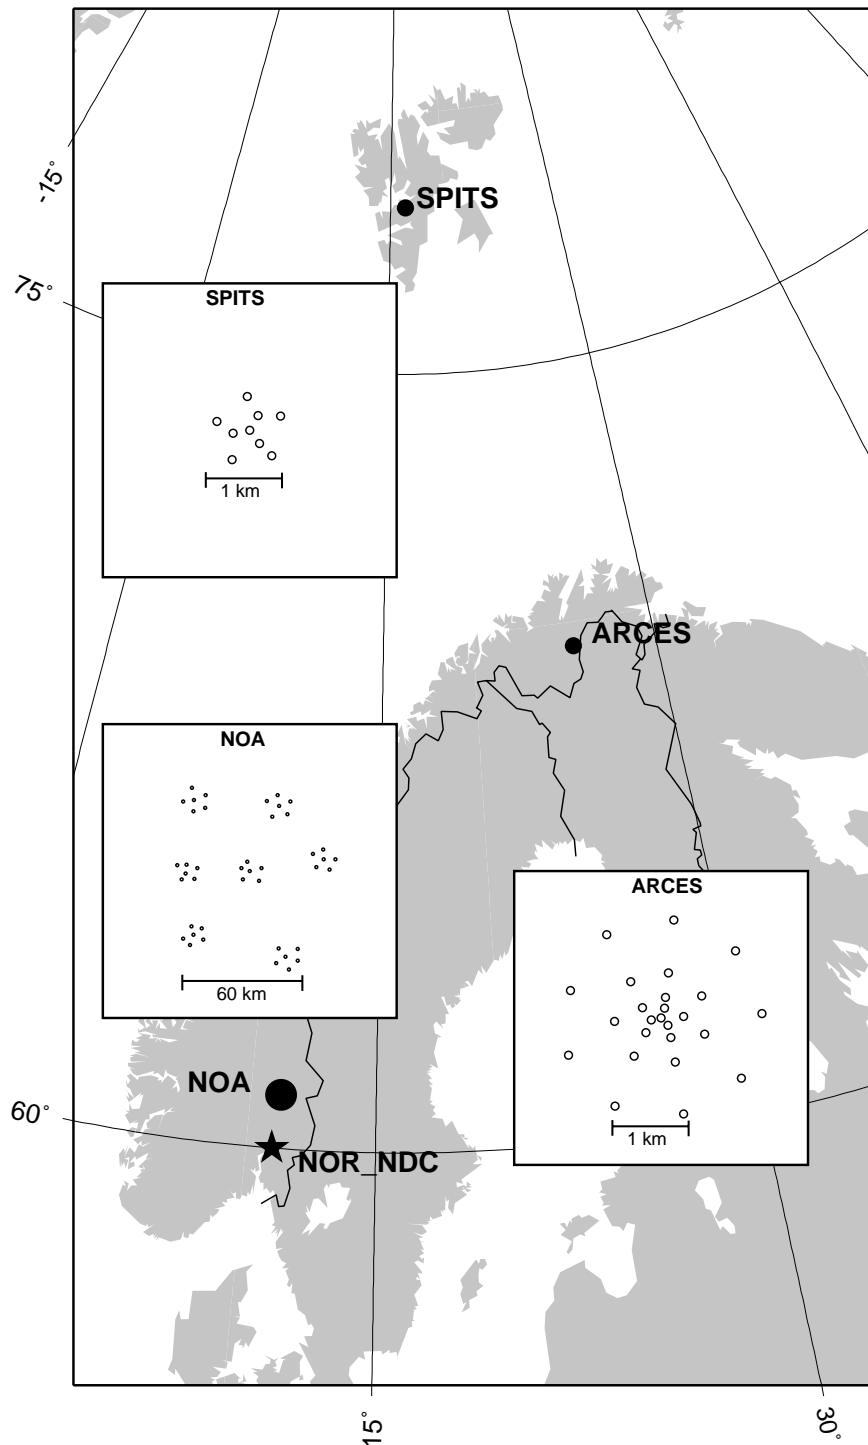 -15°
SPITS
75°
SPITS
1 km
ARCES
NOA
60 km
ARCES
1 km
NOA
60°
NOR_NDC
15°
30°